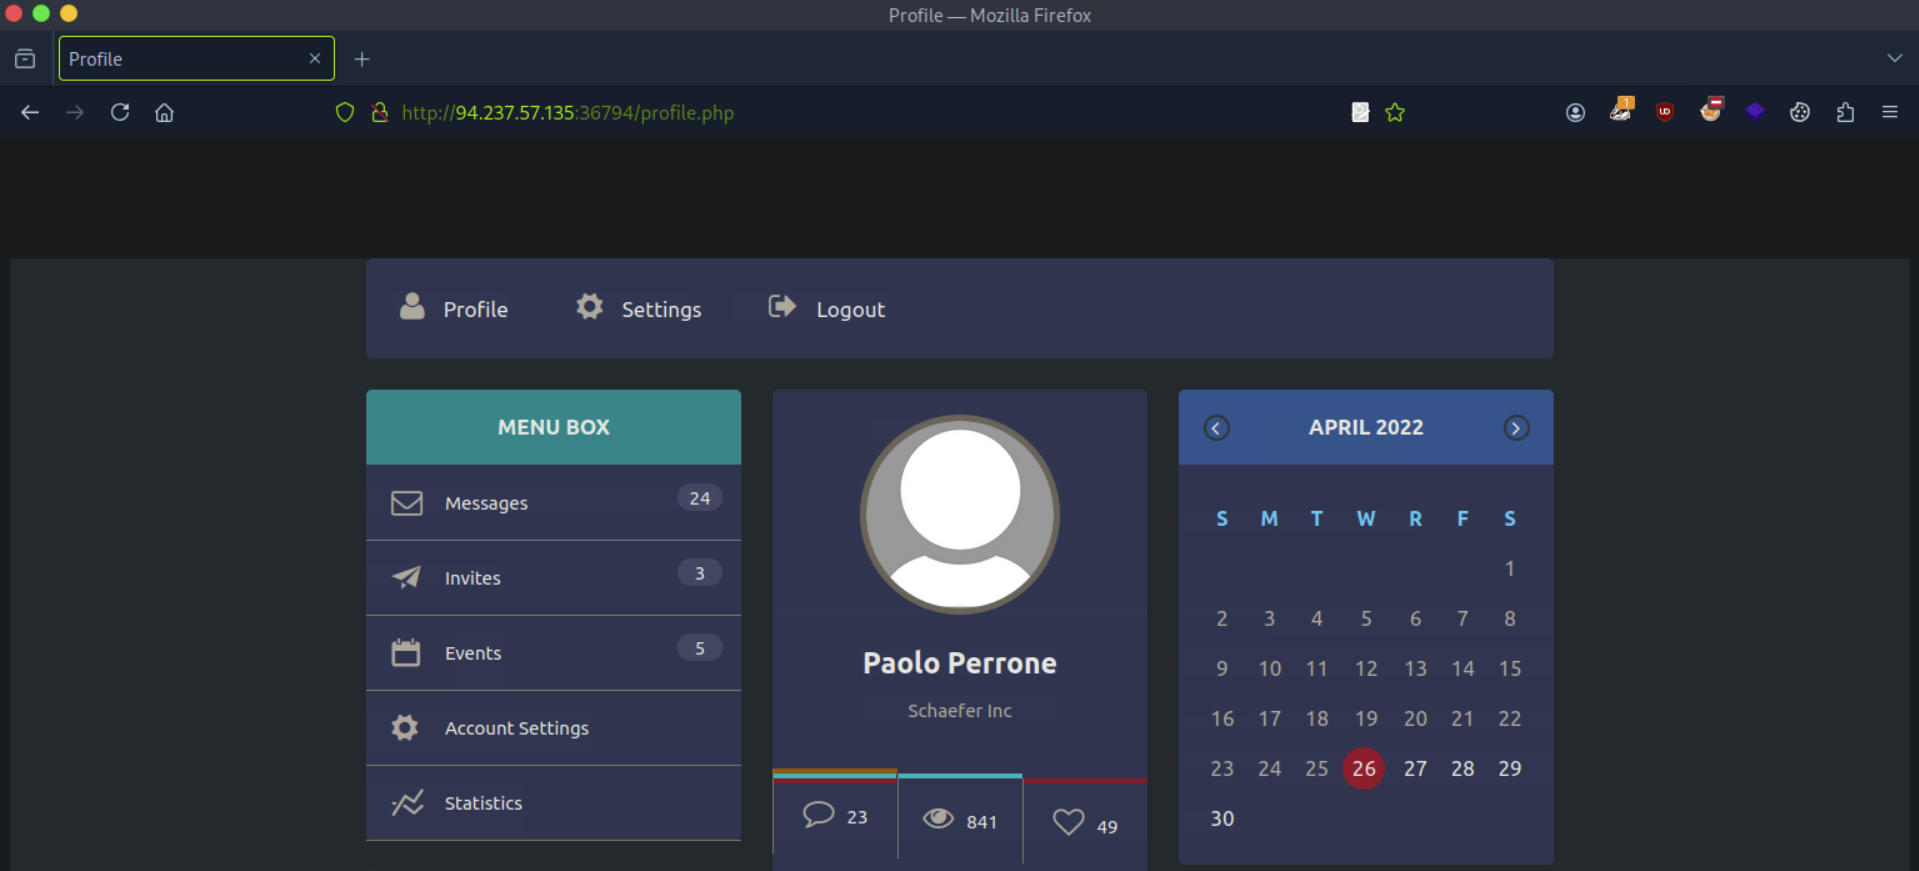 Profile — Mozilla Firefox
Profile
http://94.237.57.135:36794/profile.php
1
Profile Settings Logout
MENU BOX
Messages 24
Invites 3
Events 5
Account Settings
Statistics
Paolo Perrone
Schaefer Inc
23 841 49
APRIL 2022
S M T W R F S
1
2 3 4 5 6 7 8
9 10 11 12 13 14 15
16 17 18 19 20 21 22
23 24 25 26 27 28 29
30